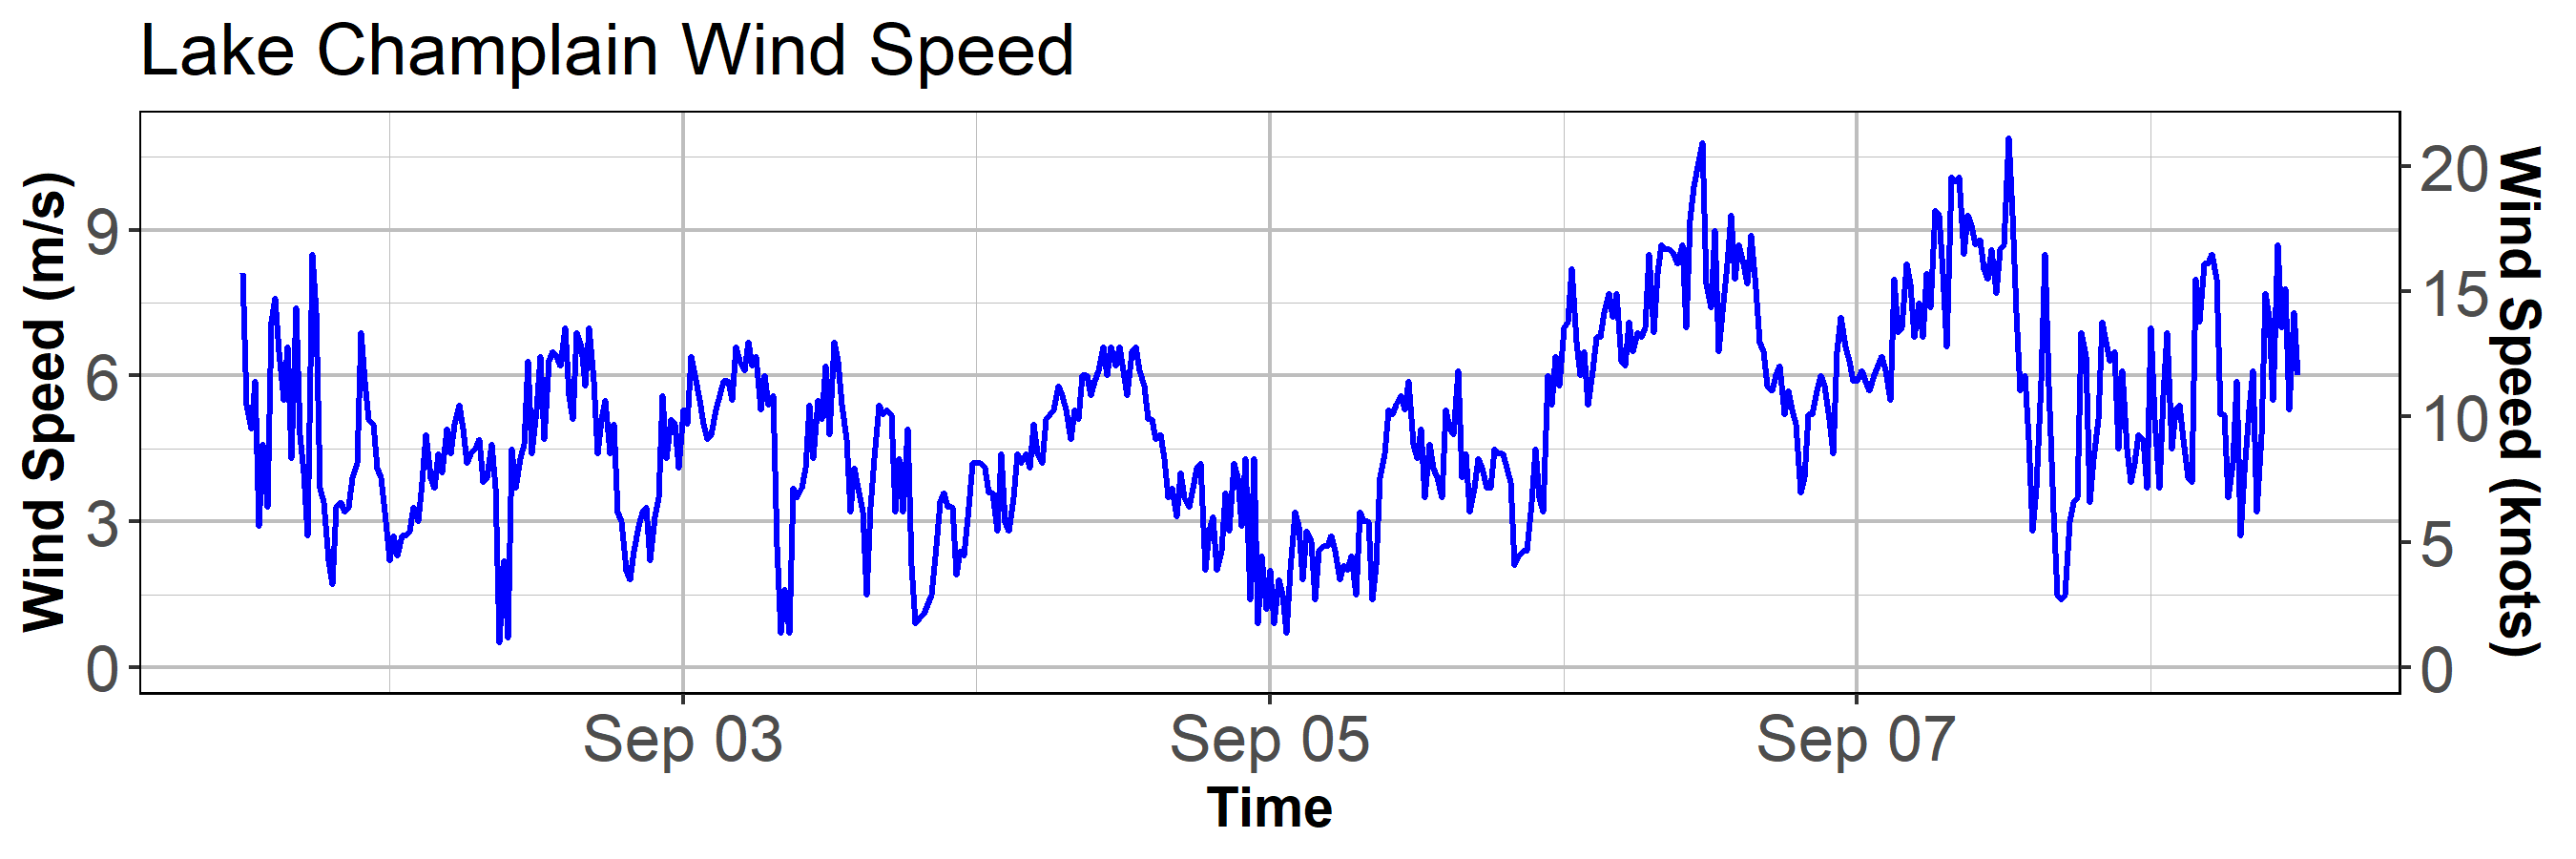 Lake Champlain Wind Speed
Wind Speed (m/s)
9
6
3
0
20
15
10
5
0
Wind Speed (knots)
Sep 03
Sep 05
Sep 07
Time